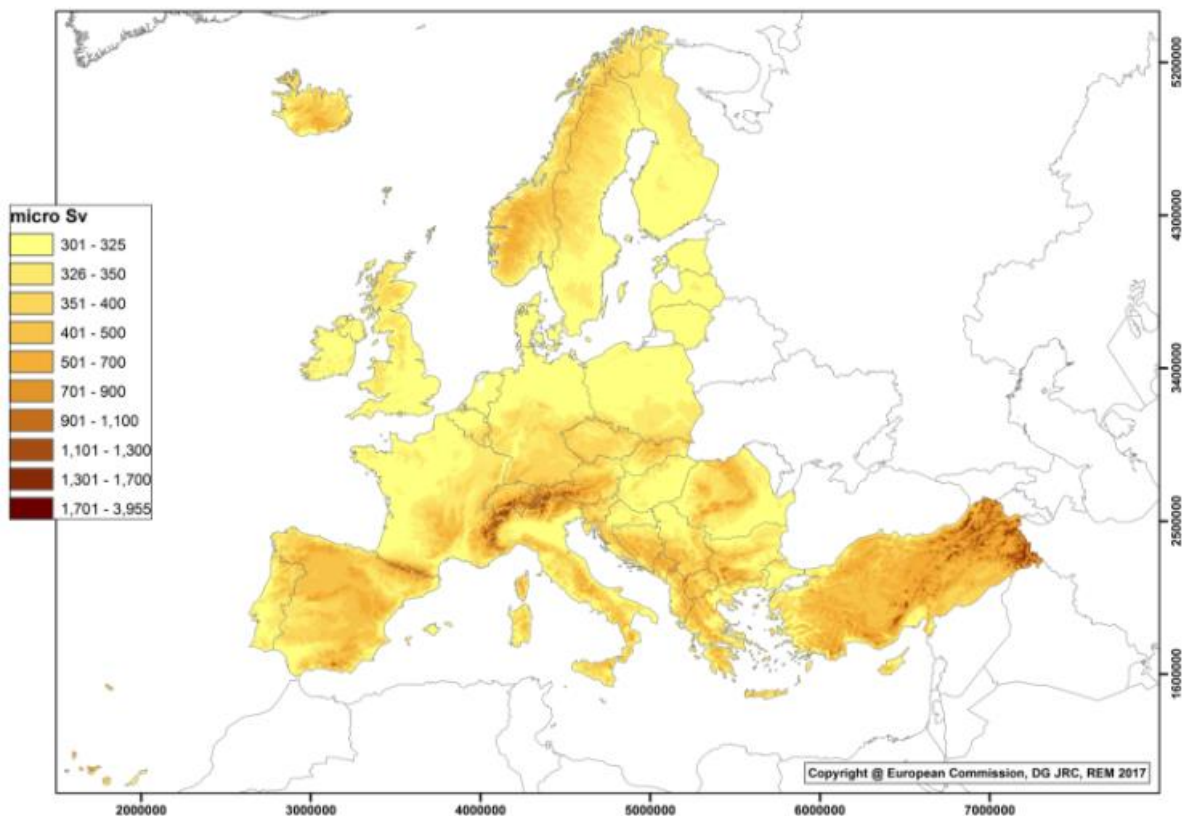 micro Sv
301 - 325
326 - 350
351 - 400
401 - 500
501 - 700
701 - 900
901 - 1,100
1,101 - 1,300
1,301 - 1,700
1,701 - 3,955
5200000
4300000
3400000
2500000
1600000
Copyright @ European Commission, DG JRC, REM 2017
2000000 3000000 4000000 5000000 6000000 7000000